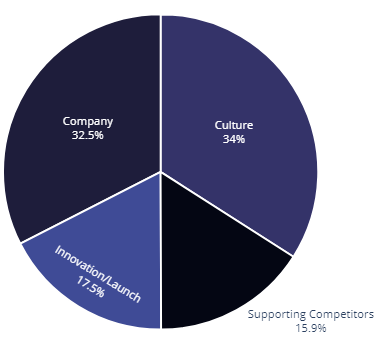 Company
32.5%
Culture
34%
Innovation/Launch
17.5%
Supporting Competitors
15.9%